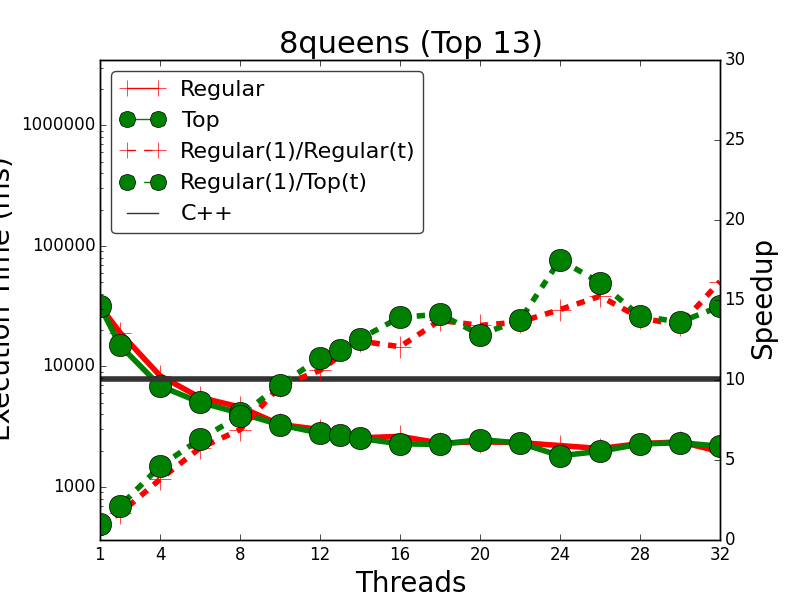 8queens (Top 13)
Regular
Top
Regular(1)/Regular(t)
Regular(1)/Top(t)
C++
1000000
100000
10000
1000
Execution Time (ms)
30
25
20
15
10
5
0
Speedup
1 4 8 12 16 20 24 28 32
Threads